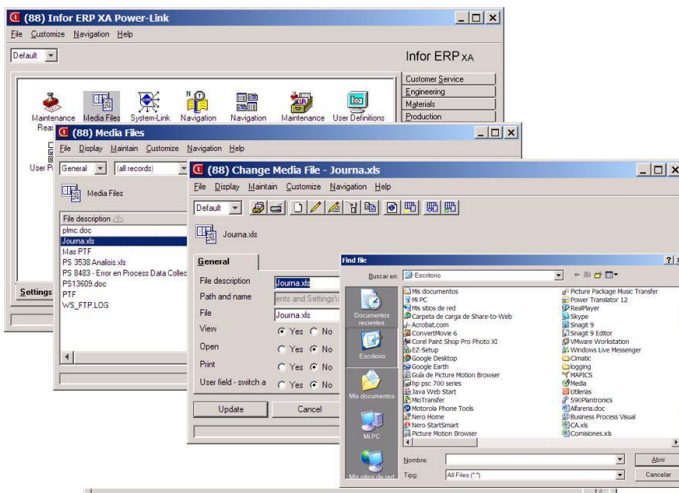 (88) Infor ERP XA Power-Link
File Customize Navigation Help
Default
Infor ERP XA
Customer Service
Engineering
Materials
Production
Maintenance
Media Files
System-Link
Navigation
Navigation
Maintenance
User Definitions
Settings
(88) Media Files
File Display Maintain Customize Navigation Help
General (all records)
Media Files
File description
plmc.doc
Journa.xls
Mas PTF
PS 3538 Analisis.xls
PS 8483 - Error en Process Data Collec
PS13609.doc
PTF
WS_FTP.LOG
(88) Change Media File - Journa.xls
File Display Maintain Customize Navigation Help
Default
Journa.xls
General
File description Journa.xls
Path and name ents and Settings\
File Journa.xls
View Yes No
Open Yes No
Print Yes No
User field - switch a Yes No
Update Cancel
Find file
Buscar en: Escritorio
Documentos recientes
Escritorio
Mis documentos
Mi PC
Mis documentos
Mi PC
Mis sitios de red
Carpeta de carga de Share-to-Web
Acrobat.com
ConvertMovie 6
Corel Paint Shop Pro Photo XI
EZ-Setup
Google Desktop
Google Earth
Guía de Picture Motion Browser
hp psc 700 series
Java Web Start
MioTransfer
Motorola Phone Tools
Nero Home
Nero StartSmart
Picture Motion Browser
Picture Package Music Transfer
Power Translator 12
RealPlayer
Skype
Snagit 9
Snagit 9 Editor
VMware Workstation
Windows Live Messenger
Cimatic
logging
MAPICS
Media
Utilerias
590Plantronics
Alfareria.doc
Business Process Visual
CA.xls
Comisiones.xls
Nombre: Abrir
Tipo: All Files (*.*) Cancelar